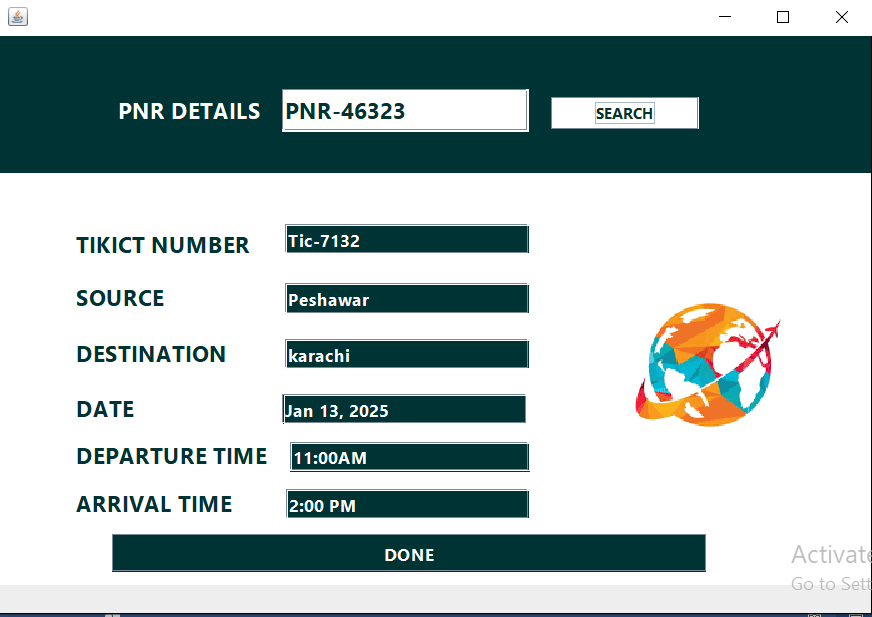 PNR DETAILS PNR-46323 SEARCH
TIKICT NUMBER Tic-7132
SOURCE Peshawar
DESTINATION karachi
DATE Jan 13, 2025
DEPARTURE TIME 11:00AM
ARRIVAL TIME 2:00 PM
DONE
Activate
Go to Sett